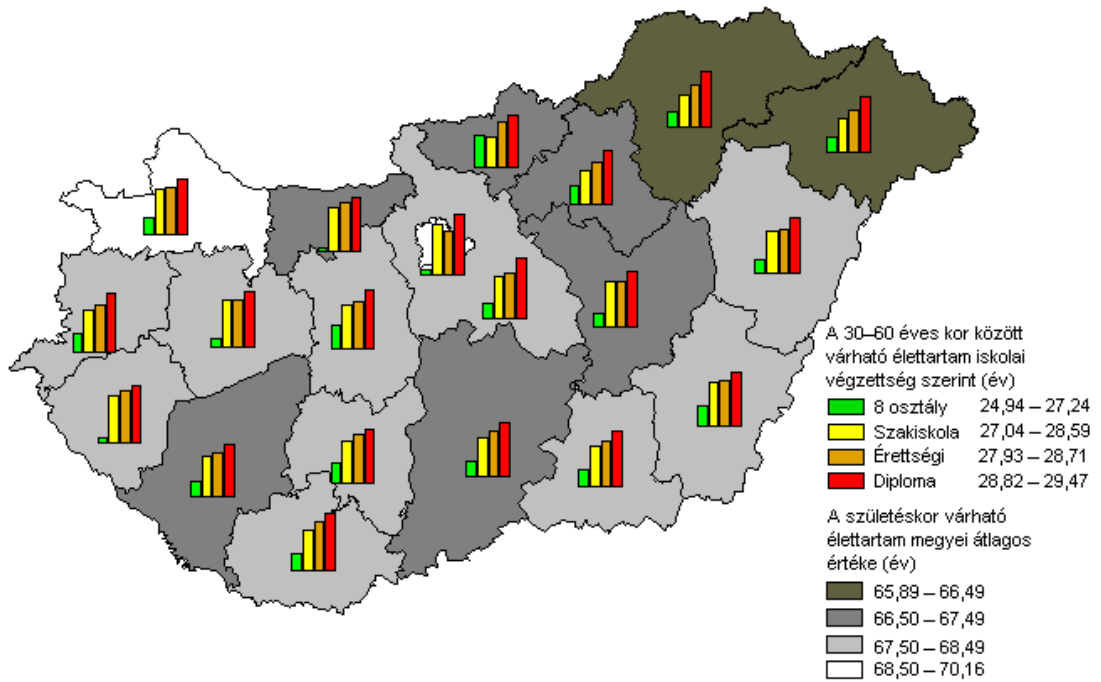 A 30–60 éves kor között
várható élettartam iskolai
végzettség szerint (év)
8 osztály 24,94 – 27,24
Szakiskola 27,04 – 28,59
Érettségi 27,93 – 28,71
Diploma 28,82 – 29,47
A születéskor várható
élettartam megyei átlagos
értéke (év)
65,89 – 66,49
66,50 – 67,49
67,50 – 68,49
68,50 – 70,16